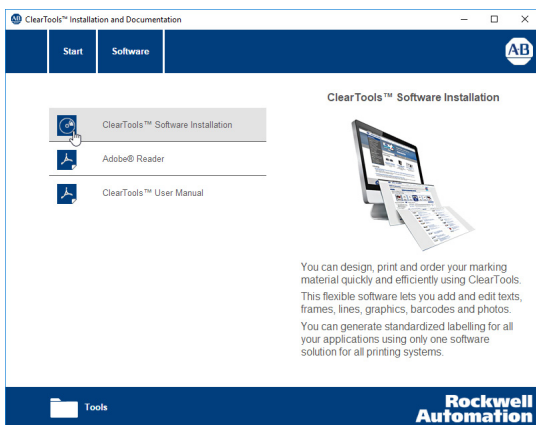 ClearTools™ Installation and Documentation
Start
Software
AB
ClearTools™ Software Installation
ClearTools™ Software Installation
Adobe® Reader
ClearTools™ User Manual
You can design, print and order your marking
material quickly and efficiently using ClearTools.
This flexible software lets you add and edit texts,
frames, lines, graphics, barcodes and photos.
You can generate standardized labelling for all
your applications using only one software
solution for all printing systems.
Tools
Rockwell
Automation